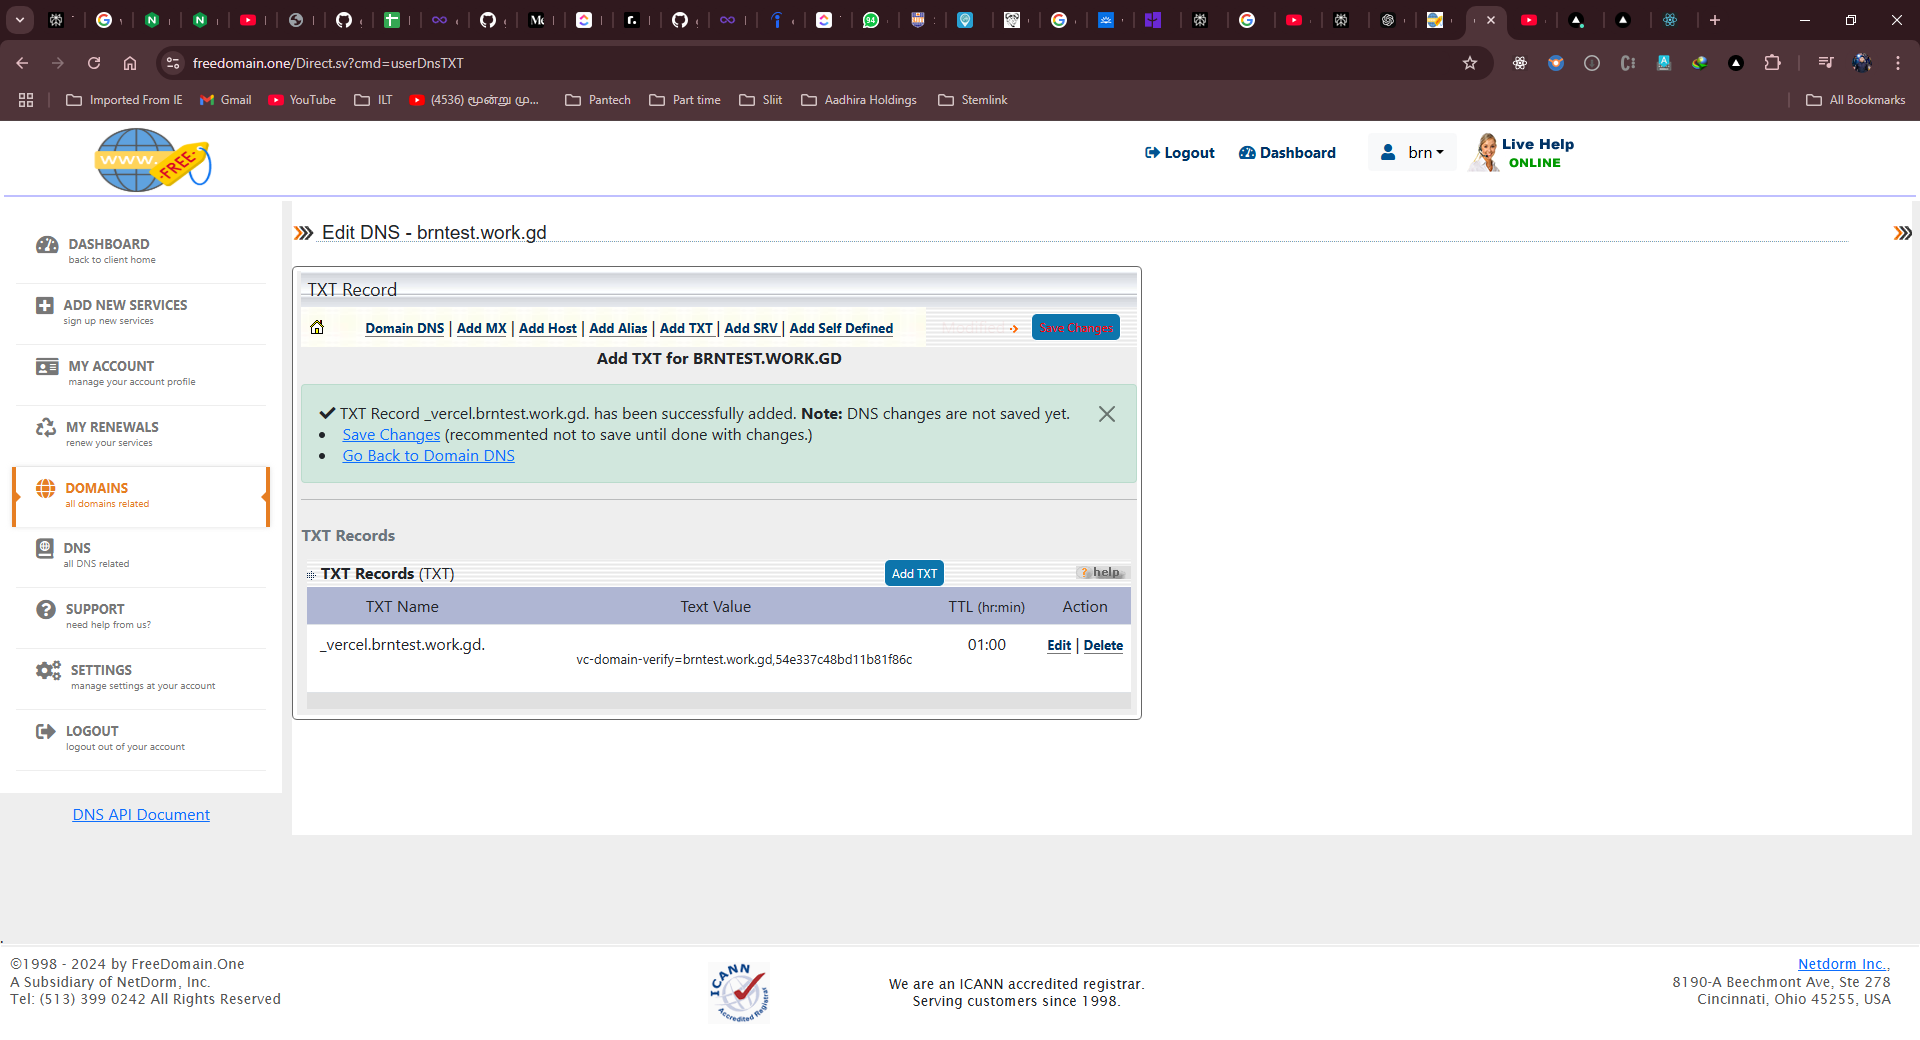 freedomain.one/Direct.sv?cmd=userDnsTXT
Imported From IE
Gmail
YouTube
ILT
(4536) மூன்று மு...
Pantech
Part time
Sliit
Aadhira Holdings
Stemlink
All Bookmarks
WWW.
FREE
Logout
Dashboard
brn
Live Help
ONLINE
DASHBOARD
back to client home
ADD NEW SERVICES
sign up new services
MY ACCOUNT
manage your account profile
MY RENEWALS
renew your services
DOMAINS
all domains related
DNS
all DNS related
SUPPORT
need help from us?
SETTINGS
manage settings at your account
LOGOUT
logout out of your account
DNS API Document
Edit DNS - brntest.work.gd
TXT Record
Domain DNS | Add MX | Add Host | Add Alias | Add TXT | Add SRV | Add Self Defined
Modified
Save Changes
Add TXT for BRNTEST.WORK.GD
TXT Record _vercel.brntest.work.gd. has been successfully added. Note: DNS changes are not saved yet.
Save Changes (recommented not to save until done with changes.)
Go Back to Domain DNS
TXT Records
TXT Records (TXT)
Add TXT
? help
TXT Name Text Value TTL (hr:min) Action
_vercel.brntest.work.gd. vc-domain-verify=brntest.work.gd,54e337c48bd11b81f86c 01:00 Edit | Delete
©1998 - 2024 by FreeDomain.One
A Subsidiary of NetDorm, Inc.
Tel: (513) 399 0242 All Rights Reserved
ICANN
Accredited Registrar
We are an ICANN accredited registrar.
Serving customers since 1998.
Netdorm Inc.,
8190-A Beechmont Ave, Ste 278
Cincinnati, Ohio 45255, USA